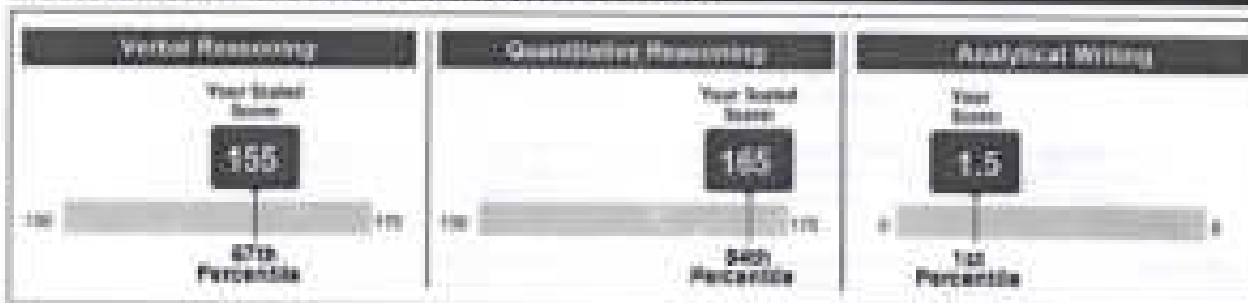 Verbal Reasoning
Your Scaled
Score:
155
130
170
67th
Percentile
Quantitative Reasoning
Your Scaled
Score:
165
130
170
84th
Percentile
Analytical Writing
Your
Score:
1.5
0
6
1st
Percentile